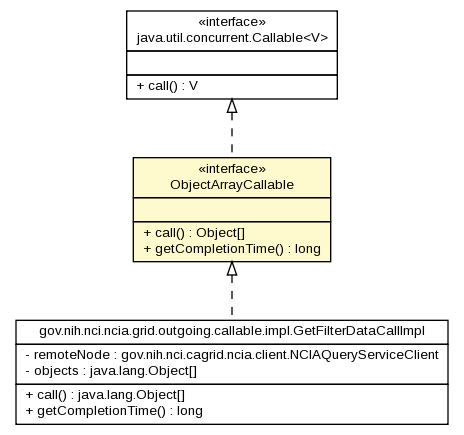 «interface»
java.util.concurrent.Callable<V>
+ call() : V
«interface»
ObjectArrayCallable
+ call() : Object[]
+ getCompletionTime() : long
gov.nih.nci.ncia.grid.outgoing.callable.impl.GetFilterDataCallImpl
- remoteNode : gov.nih.nci.cagrid.ncia.client.NCIAQueryServiceClient
- objects : java.lang.Object[]
+ call() : java.lang.Object[]
+ getCompletionTime() : long